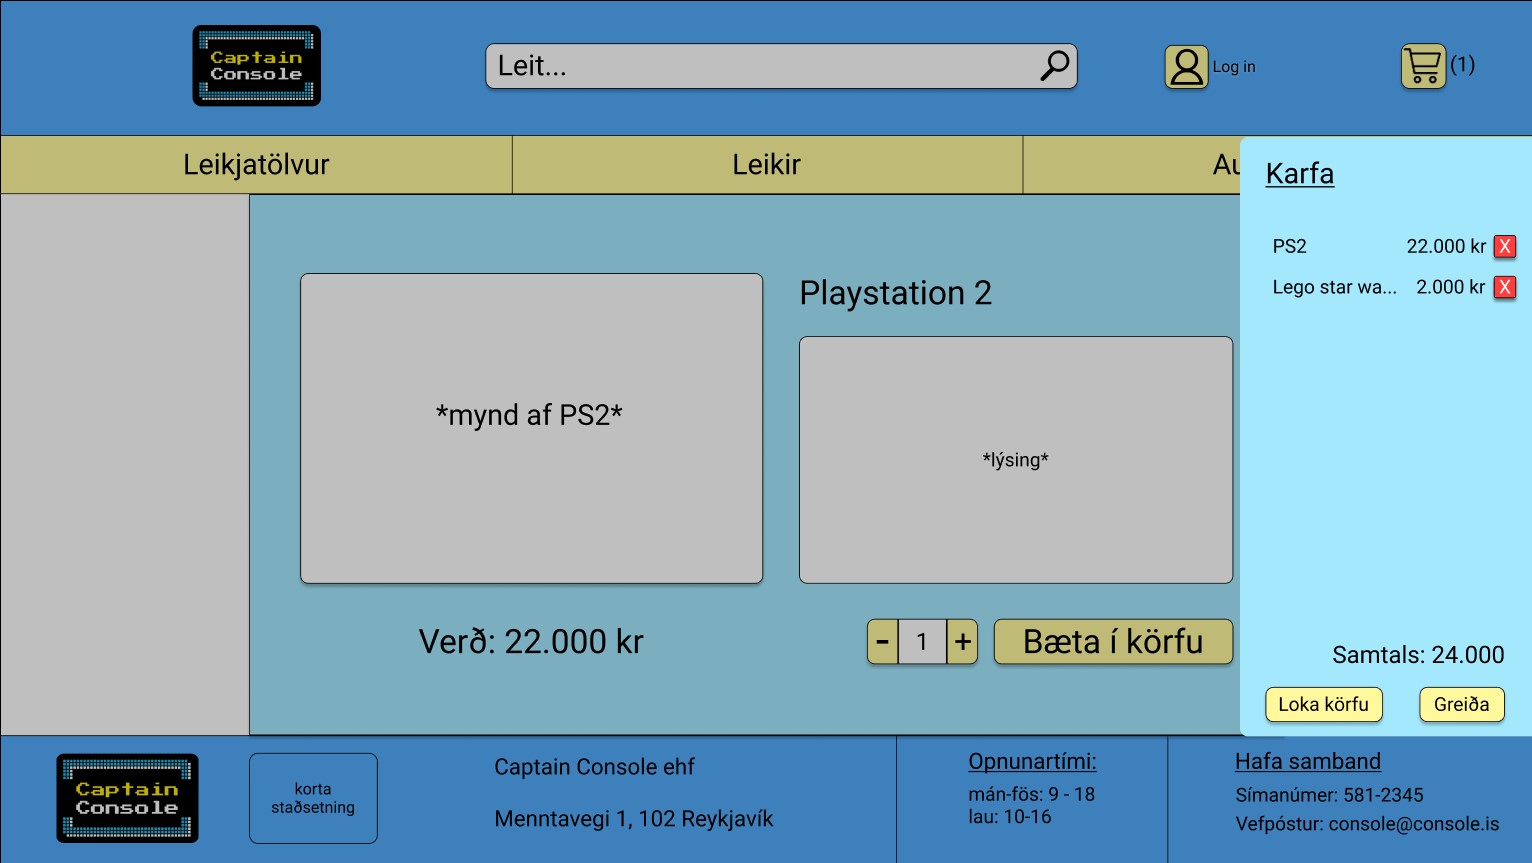 Captain
Console
Leit...
Log in
(1)
Leikjatölvur
Leikir
Au
Karfa
PS2 22.000 kr X
Lego star wa... 2.000 kr X
Playstation 2
*mynd af PS2*
*lýsing*
Verð: 22.000 kr
- 1 +
Bæta í körfu
Samtals: 24.000
Loka körfu
Greiða
Captain
Console
korta
staðsetning
Captain Console ehf
Menntavegi 1, 102 Reykjavík
Opnunartími:
mán-fös: 9 - 18
lau: 10-16
Hafa samband
Símanúmer: 581-2345
Vefpóstur: console@console.is